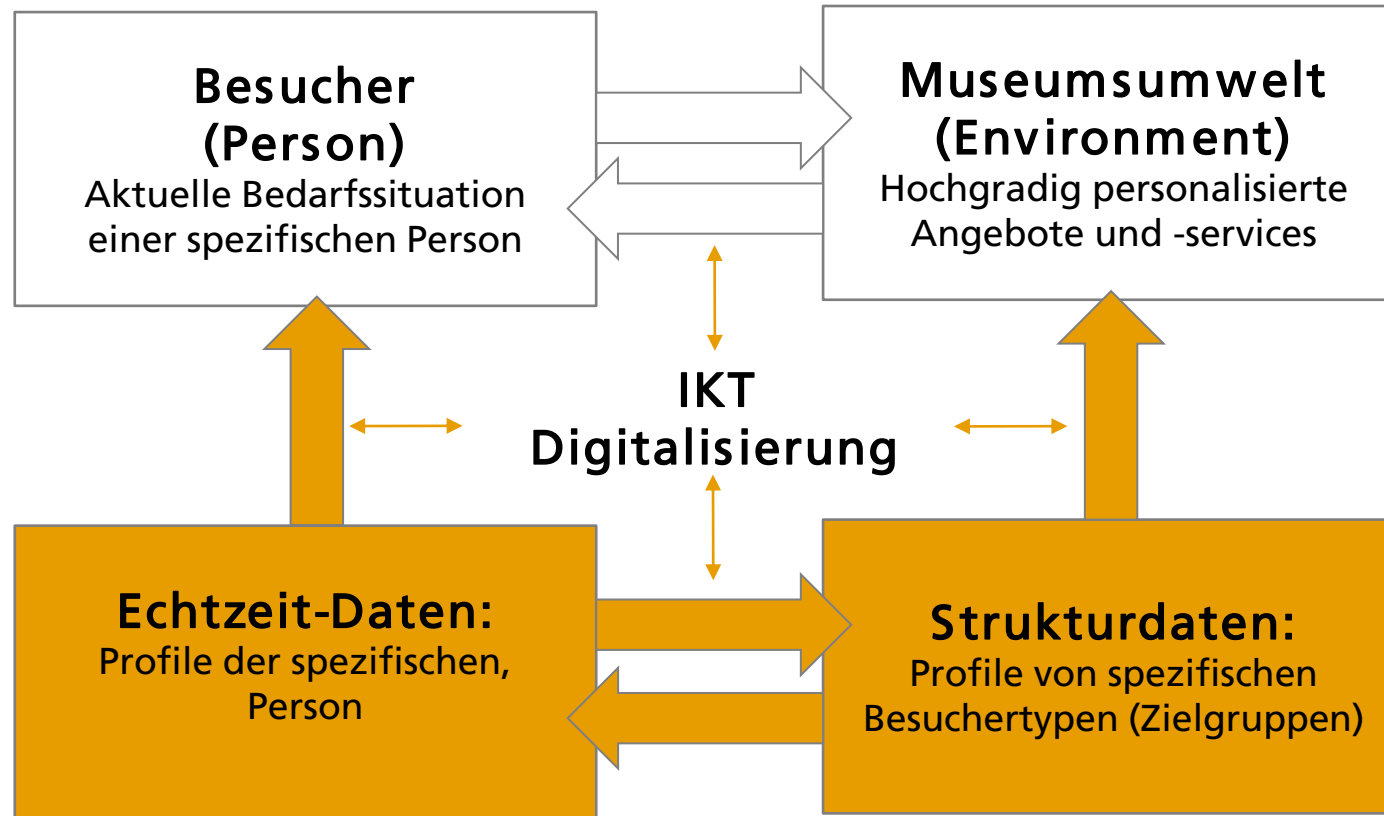 Besucher
(Person)
Aktuelle Bedarfssituation
einer spezifischen Person
Museumsumwelt
(Environment)
Hochgradig personalisierte
Angebote und -services
IKT
Digitalisierung
Echtzeit-Daten:
Profile der spezifischen,
Person
Strukturdaten:
Profile von spezifischen
Besuchertypen (Zielgruppen)